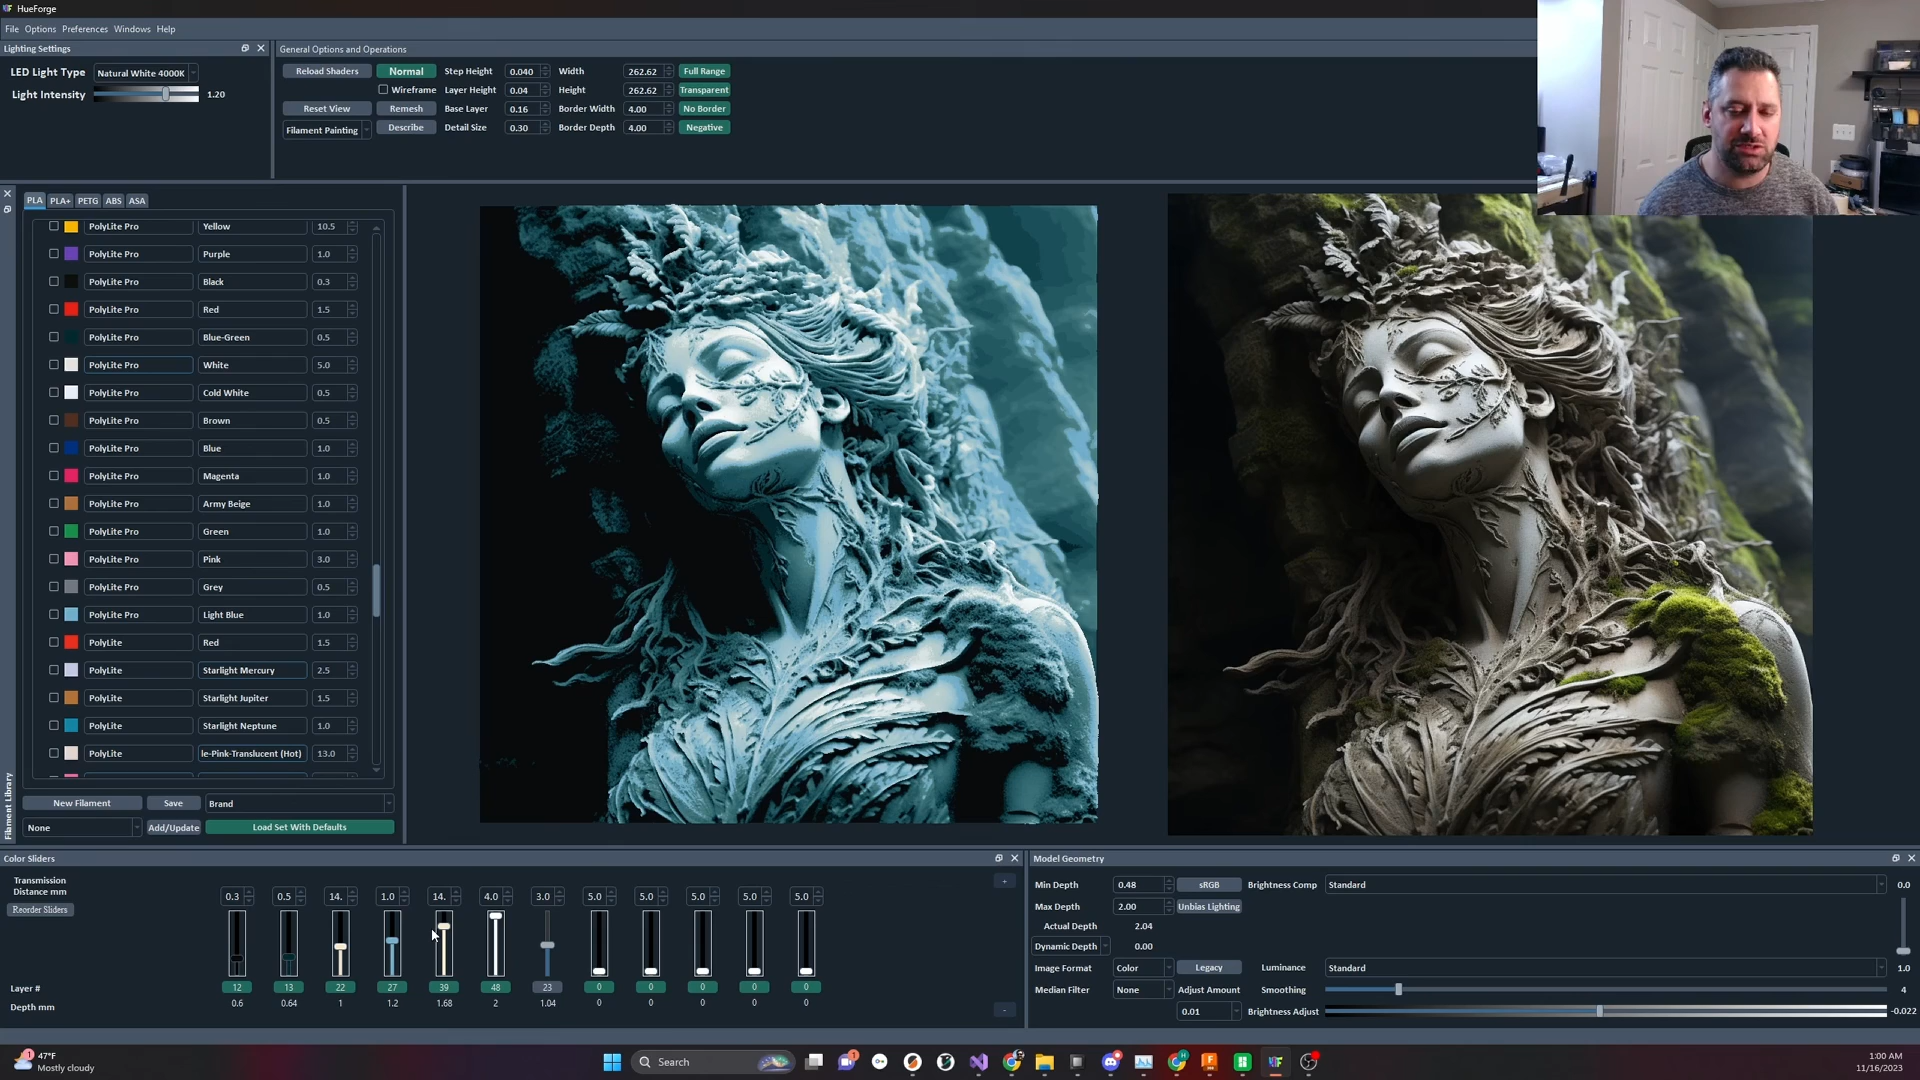 HueForge
File Options Preferences Windows Help
Lighting Settings
LED Light Type Natural White 4000K
Light Intensity 1.20
General Options and Operations
Reload Shaders Normal Step Height 0.040 Width 262.62 Full Range
Wireframe Layer Height 0.04 Height 262.62 Transparent
Reset View Remesh Base Layer 0.16 Border Width 4.00 No Border
Filament Painting Describe Detail Size 0.30 Border Depth 4.00 Negative
PLA PLA+ PETG ABS ASA
PolyLite Pro Yellow 10.5
PolyLite Pro Purple 1.0
PolyLite Pro Black 0.3
PolyLite Pro Red 1.5
PolyLite Pro Blue-Green 0.5
PolyLite Pro White 5.0
PolyLite Pro Cold White 0.5
PolyLite Pro Brown 0.5
PolyLite Pro Blue 1.0
PolyLite Pro Magenta 1.0
PolyLite Pro Army Beige 1.0
PolyLite Pro Green 1.0
PolyLite Pro Pink 3.0
PolyLite Pro Grey 0.5
PolyLite Pro Light Blue 1.0
PolyLite Red 1.5
PolyLite Starlight Mercury 2.5
PolyLite Starlight Jupiter 1.5
PolyLite Starlight Neptune 1.0
PolyLite le-Pink-Translucent (Hot) 13.0
Filament Library
New Filament Save Brand
None Add/Update Load Set With Defaults
Color Sliders
Transmission
Distance mm
0.3 0.5 14. 1.0 14. 4.0 3.0 5.0 5.0 5.0 5.0 5.0
+
Reorder Sliders
Layer # 12 13 22 27 39 48 23 0 0 0 0 0
Depth mm 0.6 0.64 1 1.2 1.68 2 1.04
-
Model Geometry
Min Depth 0.48 sRGB Brightness Comp Standard 0.0
Max Depth 2.00 Unbias Lighting
Actual Depth 2.04
Dynamic Depth 0.00
Image Format Color Legacy Luminance Standard 1.0
Median Filter None Adjust Amount Smoothing 4
0.01 Brightness Adjust -0.022
1
47°F
Mostly cloudy
Search
1:00 AM
11/16/2023